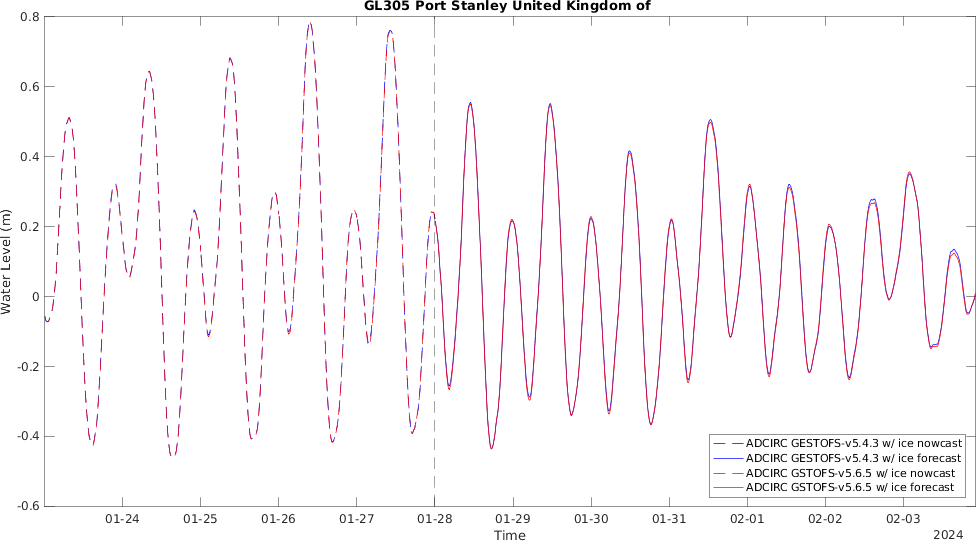 GL305 Port Stanley United Kingdom of
0.8
0.6
0.4
0.2
0
-0.2
-0.4
-0.6
Water Level (m)
01-24 01-25 01-26 01-27 01-28 01-29 01-30 01-31 02-01 02-02 02-03
Time
2024
ADCIRC GESTOFS-v5.4.3 w/ ice nowcast
ADCIRC GESTOFS-v5.4.3 w/ ice forecast
ADCIRC GSTOFS-v5.6.5 w/ ice nowcast
ADCIRC GSTOFS-v5.6.5 w/ ice forecast